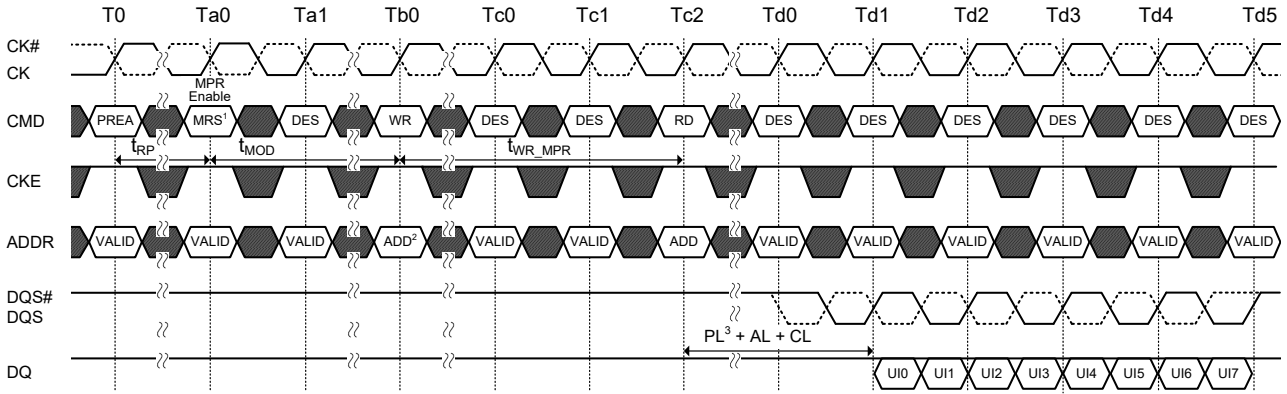 T0 Ta0 Ta1 Tb0 Tc0 Tc1 Tc2 Td0 Td1 Td2 Td3 Td4 Td5
CK#
CK
MPR
Enable
CMD PREA MRS¹ DES WR DES DES RD DES DES DES DES DES DES
tRP tMOD tWR_MPR
CKE
ADDR VALID VALID VALID ADD² VALID VALID ADD VALID VALID VALID VALID VALID VALID
DQS#
DQS
PL³ + AL + CL
DQ UI0 UI1 UI2 UI3 UI4 UI5 UI6 UI7